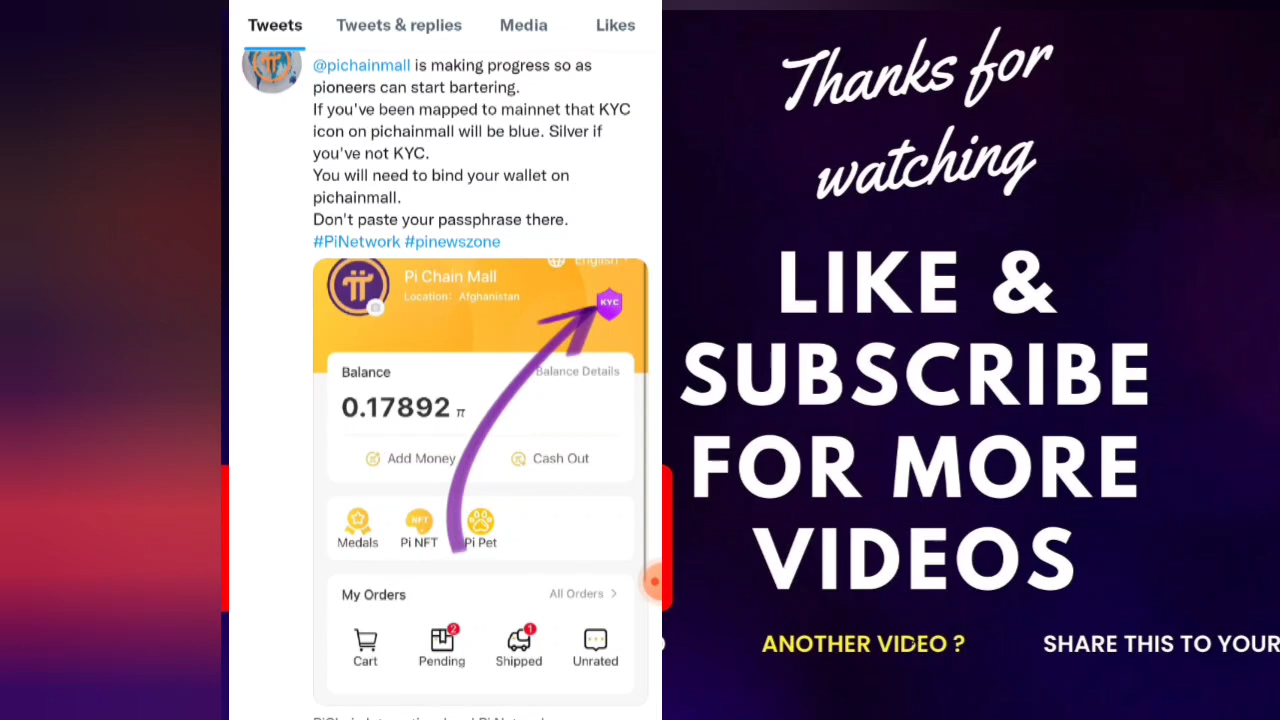 Tweets Tweets & replies Media Likes
@pichainmall is making progress so as
pioneers can start bartering.
If you've been mapped to mainnet that KYC
icon on pichainmall will be blue. Silver if
you've not KYC.
You will need to bind your wallet on
pichainmall.
Don't paste your passphrase there.
#PiNetwork #pinewszone
English
Pi Chain Mall
Location: Afghanistan
KYC
Balance Balance Details
0.17892 π
Add Money Cash Out
NFT
Medals Pi NFT Pi Pet
My Orders All Orders >
2 1
Cart Pending Shipped Unrated
Thanks for
watching
LIKE &
SUBSCRIBE
FOR MORE
VIDEOS
ANOTHER VIDEO ? SHARE THIS TO YOUR